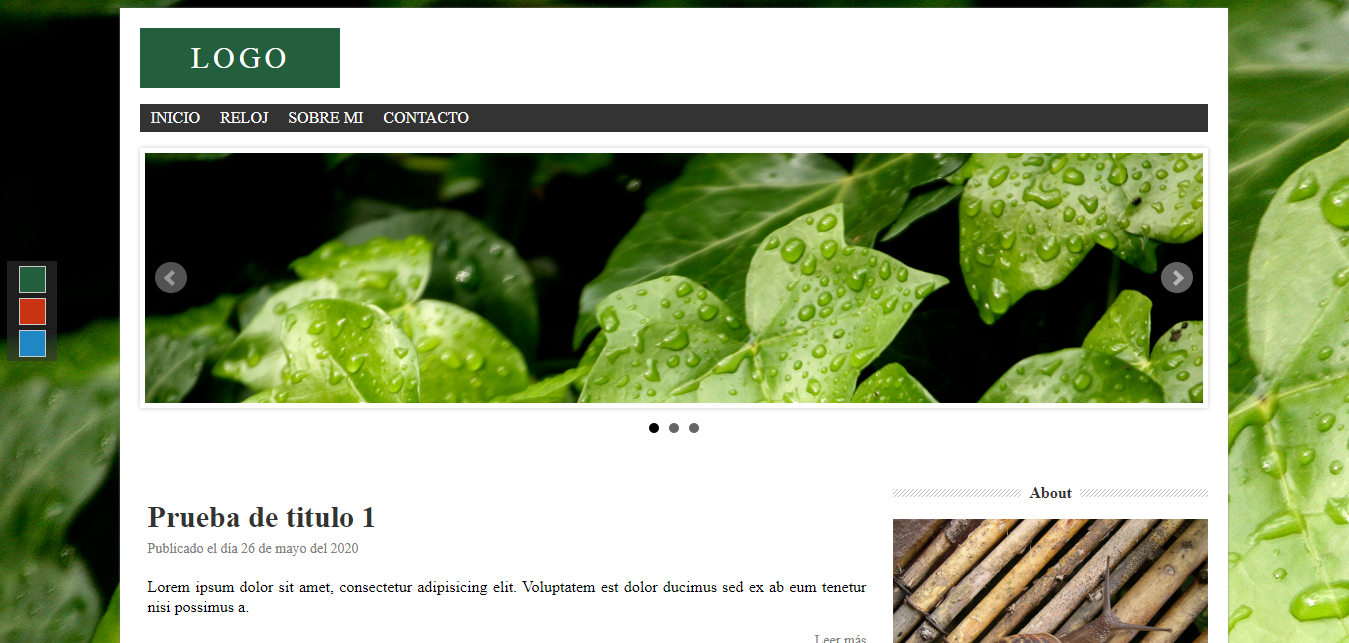 LOGO
INICIO RELOJ SOBRE MI CONTACTO
Prueba de titulo 1
Publicado el día 26 de mayo del 2020
Lorem ipsum dolor sit amet, consectetur adipisicing elit. Voluptatem est dolor ducimus sed ex ab eum tenetur
nisi possimus a.
Leer más
About